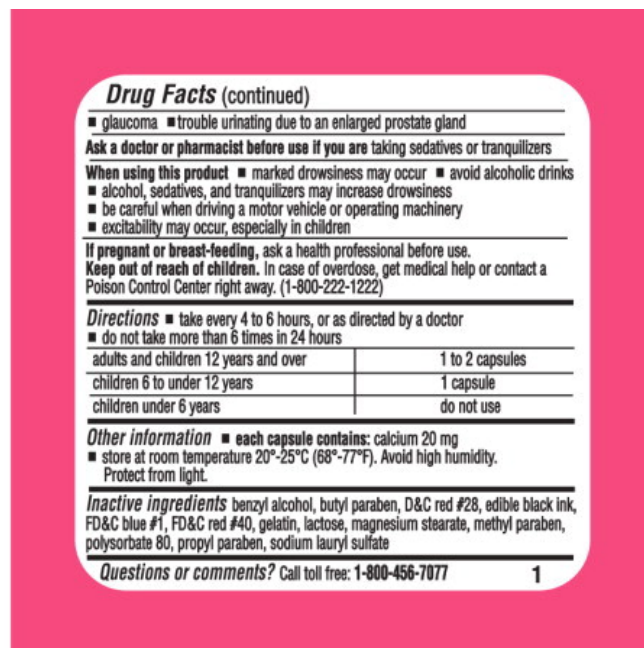 Drug Facts (continued)
■ glaucoma ■ trouble urinating due to an enlarged prostate gland
Ask a doctor or pharmacist before use if you are taking sedatives or tranquilizers
When using this product ■ marked drowsiness may occur ■ avoid alcoholic drinks
■ alcohol, sedatives, and tranquilizers may increase drowsiness
■ be careful when driving a motor vehicle or operating machinery
■ excitability may occur, especially in children
If pregnant or breast-feeding, ask a health professional before use.
Keep out of reach of children. In case of overdose, get medical help or contact a
Poison Control Center right away. (1-800-222-1222)
Directions ■ take every 4 to 6 hours, or as directed by a doctor
■ do not take more than 6 times in 24 hours
adults and children 12 years and over 1 to 2 capsules
children 6 to under 12 years 1 capsule
children under 6 years do not use
Other information ■ each capsule contains: calcium 20 mg
■ store at room temperature 20°-25°C (68°-77°F). Avoid high humidity.
Protect from light.
Inactive ingredients benzyl alcohol, butyl paraben, D&C red #28, edible black ink,
FD&C blue #1, FD&C red #40, gelatin, lactose, magnesium stearate, methyl paraben,
polysorbate 80, propyl paraben, sodium lauryl sulfate
Questions or comments? Call toll free: 1-800-456-7077 1